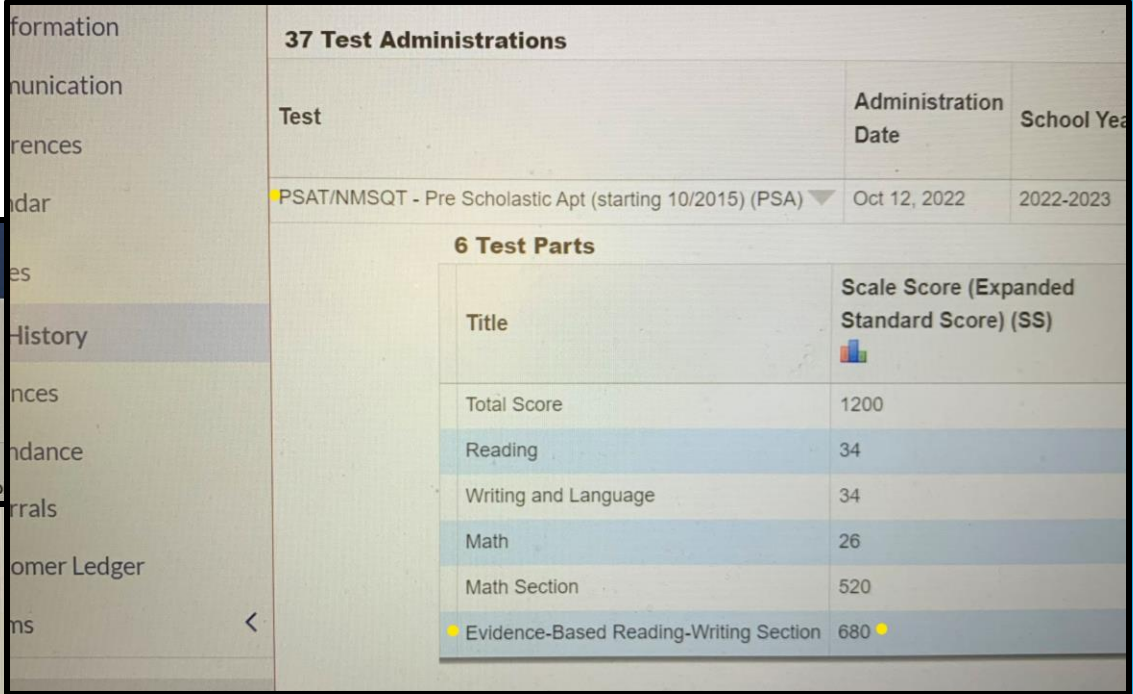 formation
munication
rences
ndar
es
History
nces
ndance
rrals
omer Ledger
ms <
37 Test Administrations
Test Administration Date School Yea
PSAT/NMSQT - Pre Scholastic Apt (starting 10/2015) (PSA) Oct 12, 2022 2022-2023
6 Test Parts
Title Scale Score (Expanded Standard Score) (SS)
Total Score 1200
Reading 34
Writing and Language 34
Math 26
Math Section 520
Evidence-Based Reading-Writing Section 680